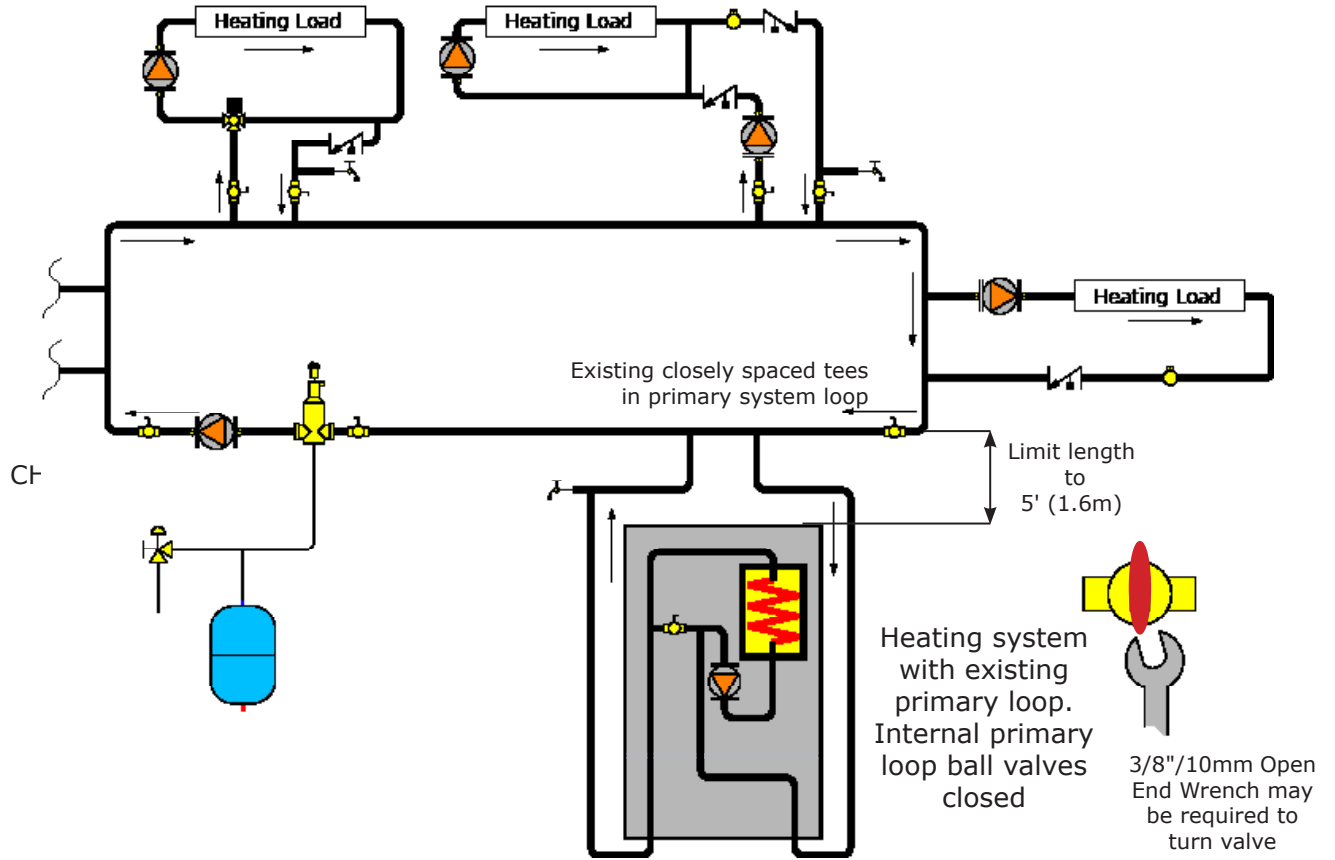 Heating Load
Heating Load
Heating Load
Existing closely spaced tees
in primary system loop
Limit length
to
5' (1.6m)
Heating system
with existing
primary loop.
Internal primary
loop ball valves
closed
3/8"/10mm Open
End Wrench may
be required to
turn valve